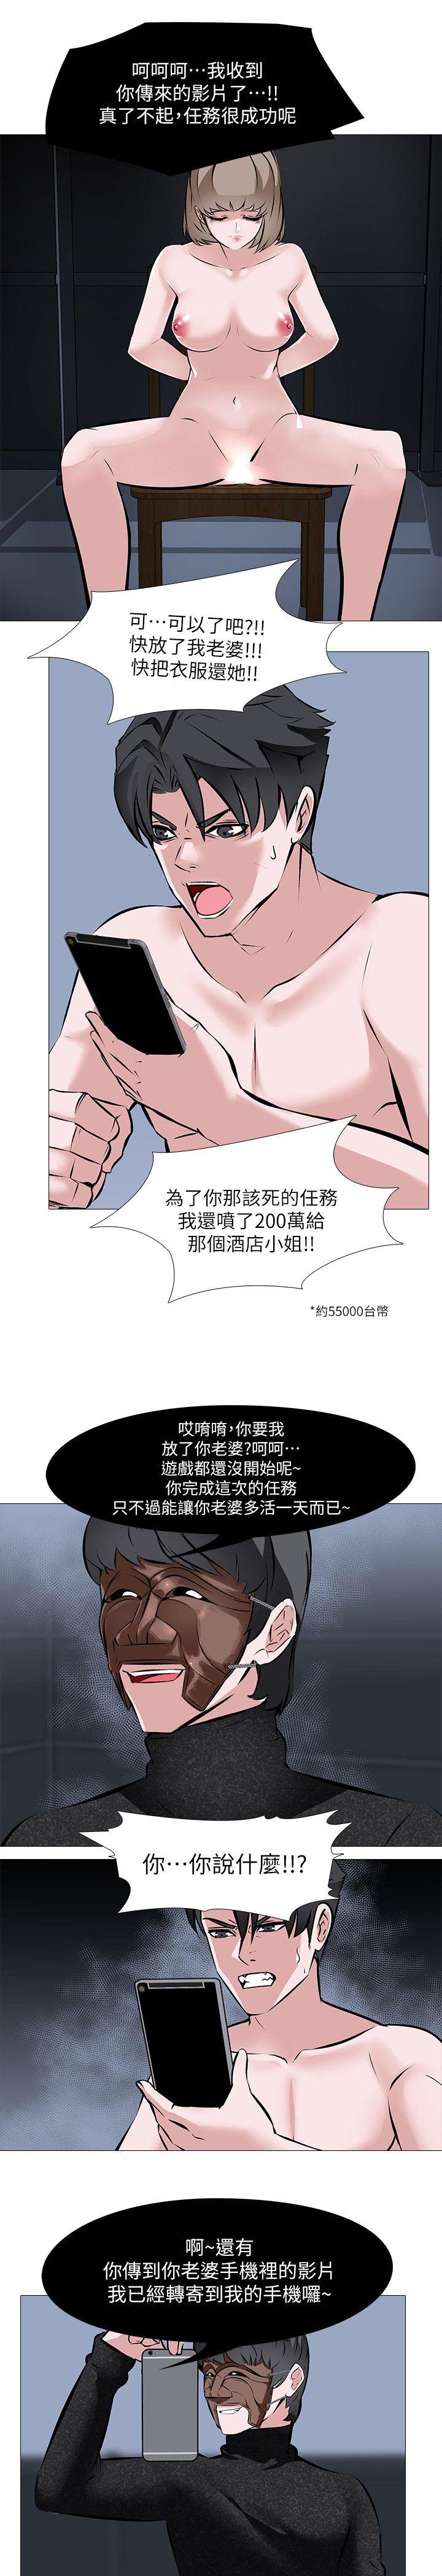 呵呵呵⋯我收到
你傳來的影片了⋯!!
真了不起,任務很成功呢
可⋯可以了吧?!!
快放了我老婆!!!
快把衣服還她!!
為了你那該死的任務
我還噴了200萬給
那個酒店小姐!!
*約55000台幣
哎唷唷,你要我
放了你老婆?呵呵⋯
遊戲都還沒開始呢~
你完成這次的任務
只不過能讓你老婆多活一天而已~
你⋯你說什麼!!?
啊~還有
你傳到你老婆手機裡的影片
我已經轉寄到我的手機囉~